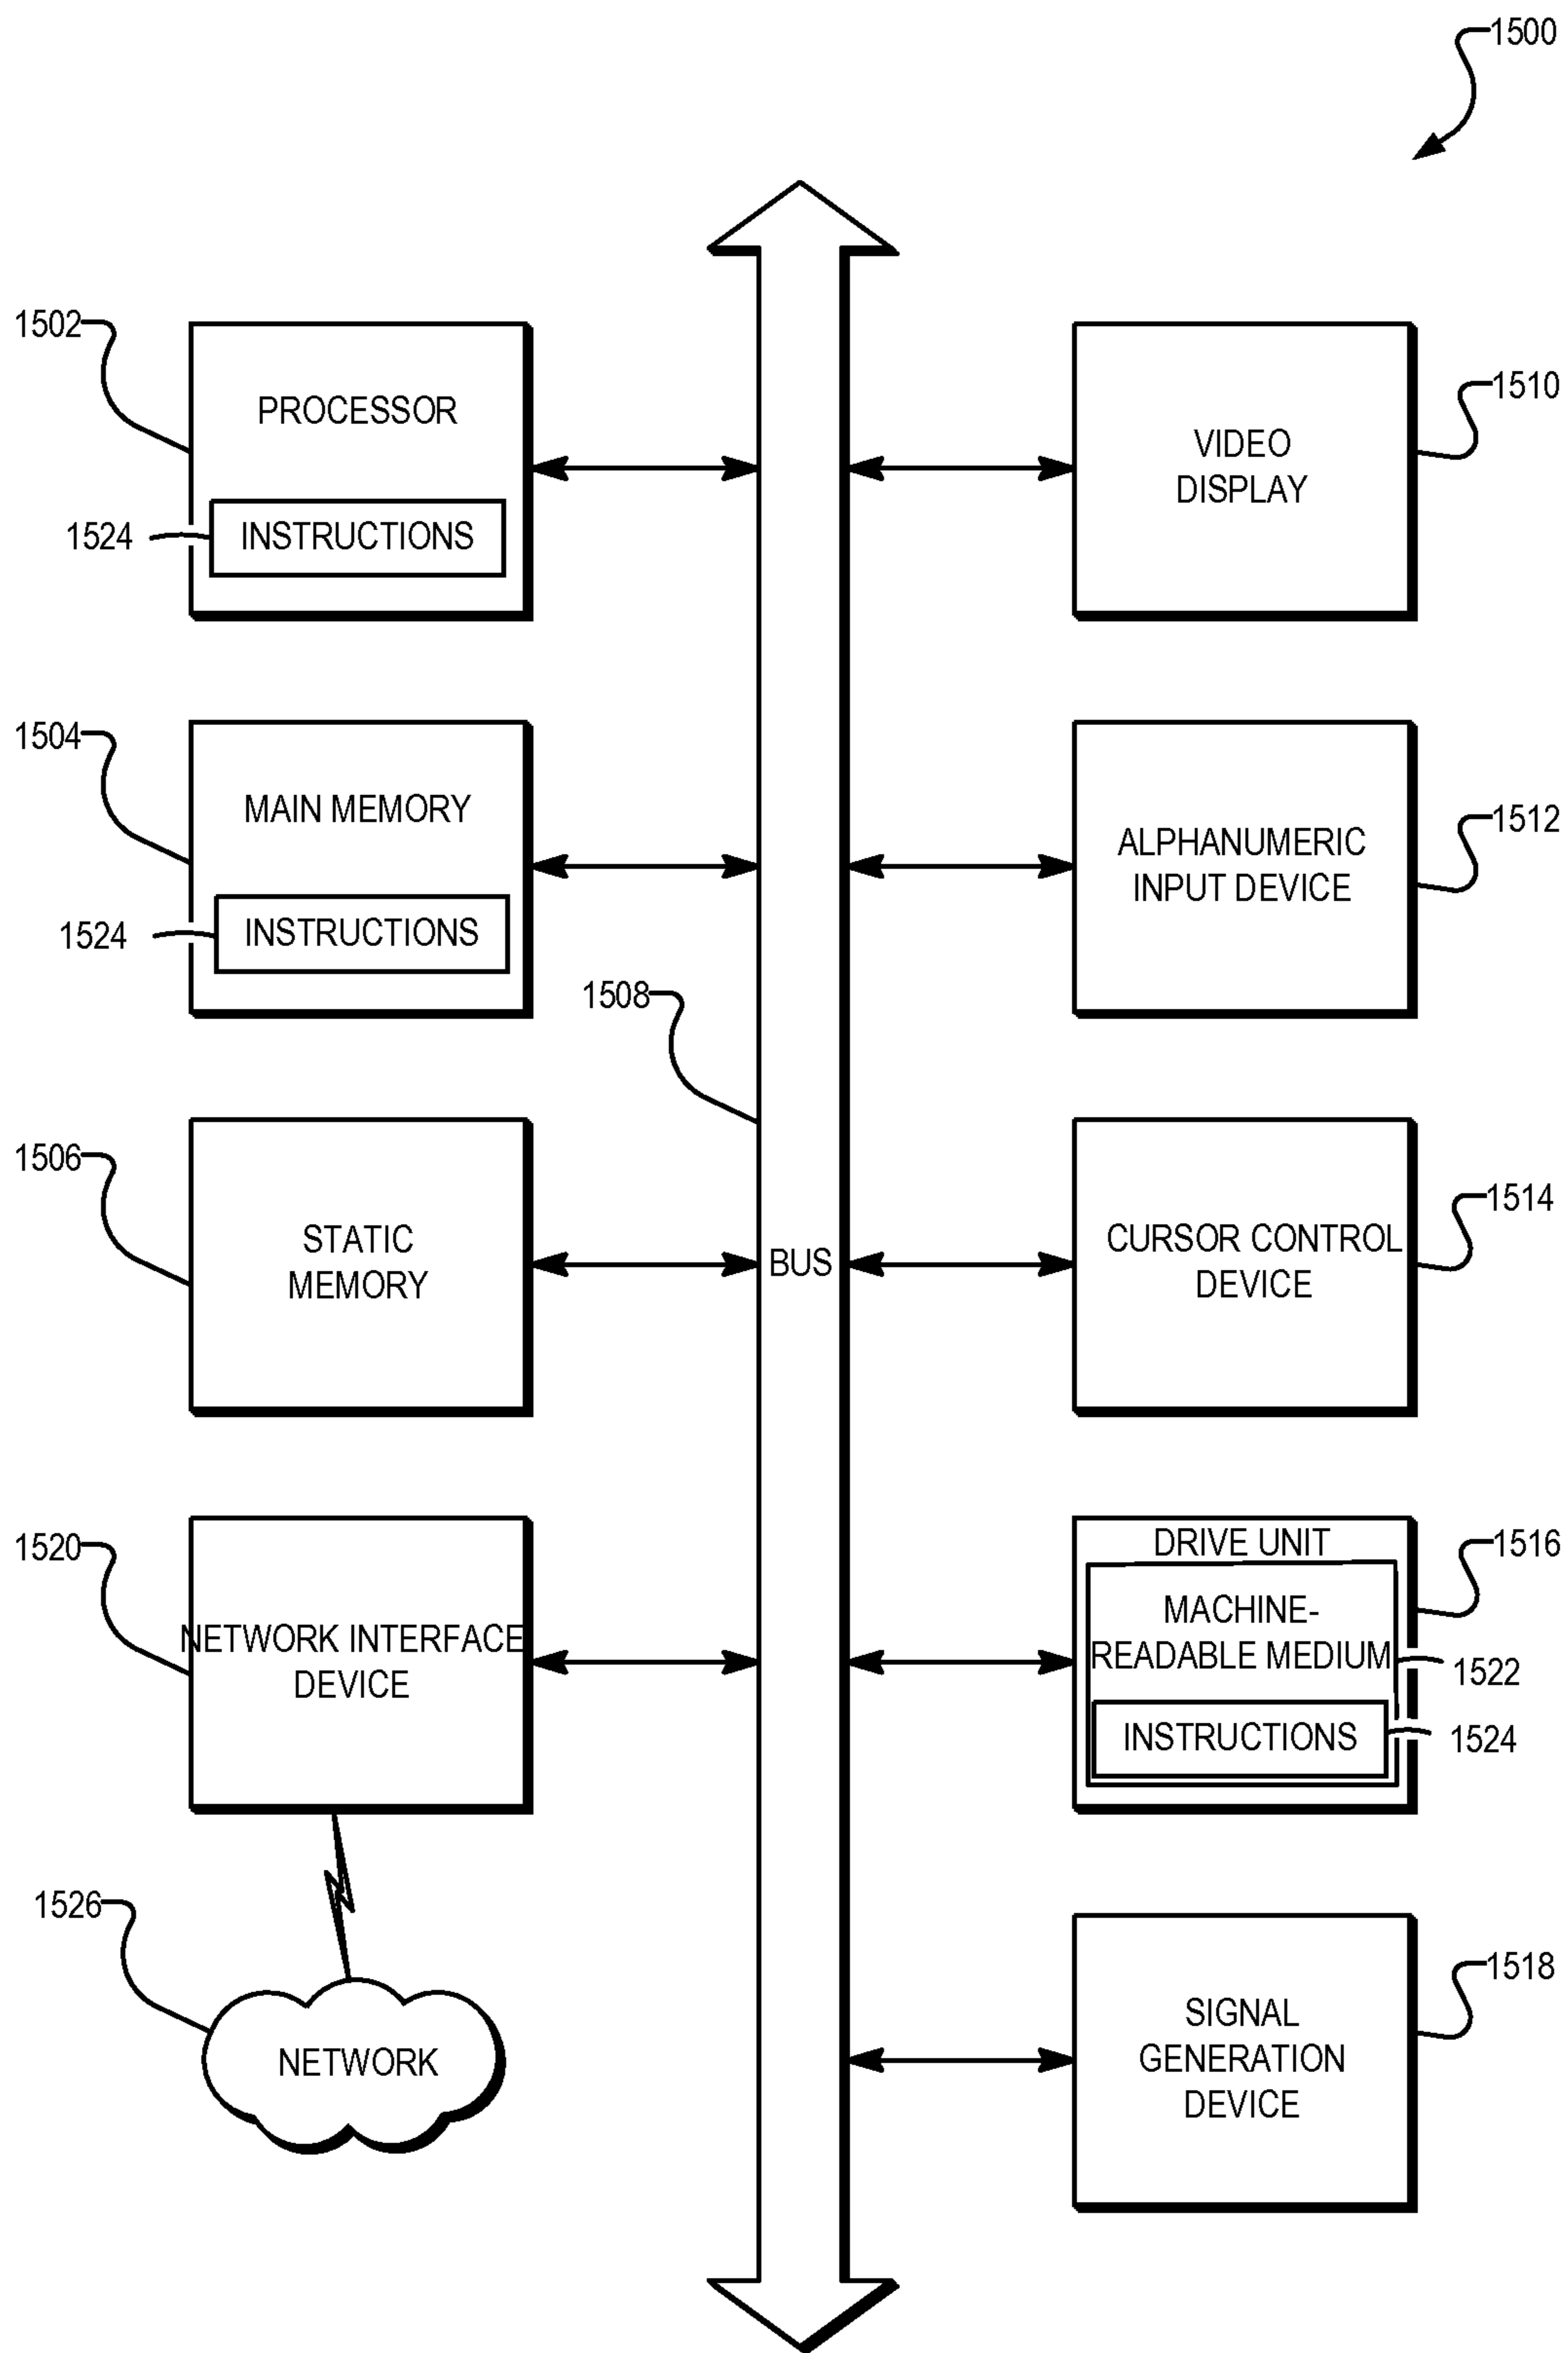 1500
1502
PROCESSOR
1524
INSTRUCTIONS
1510
VIDEO
DISPLAY
1504
MAIN MEMORY
1524
INSTRUCTIONS
1512
ALPHANUMERIC
INPUT DEVICE
1508
1506
STATIC
MEMORY
BUS
1514
CURSOR CONTROL
DEVICE
1520
NETWORK INTERFACE
DEVICE
DRIVE UNIT
1516
MACHINE-
READABLE MEDIUM
1522
INSTRUCTIONS
1524
1526
NETWORK
1518
SIGNAL
GENERATION
DEVICE